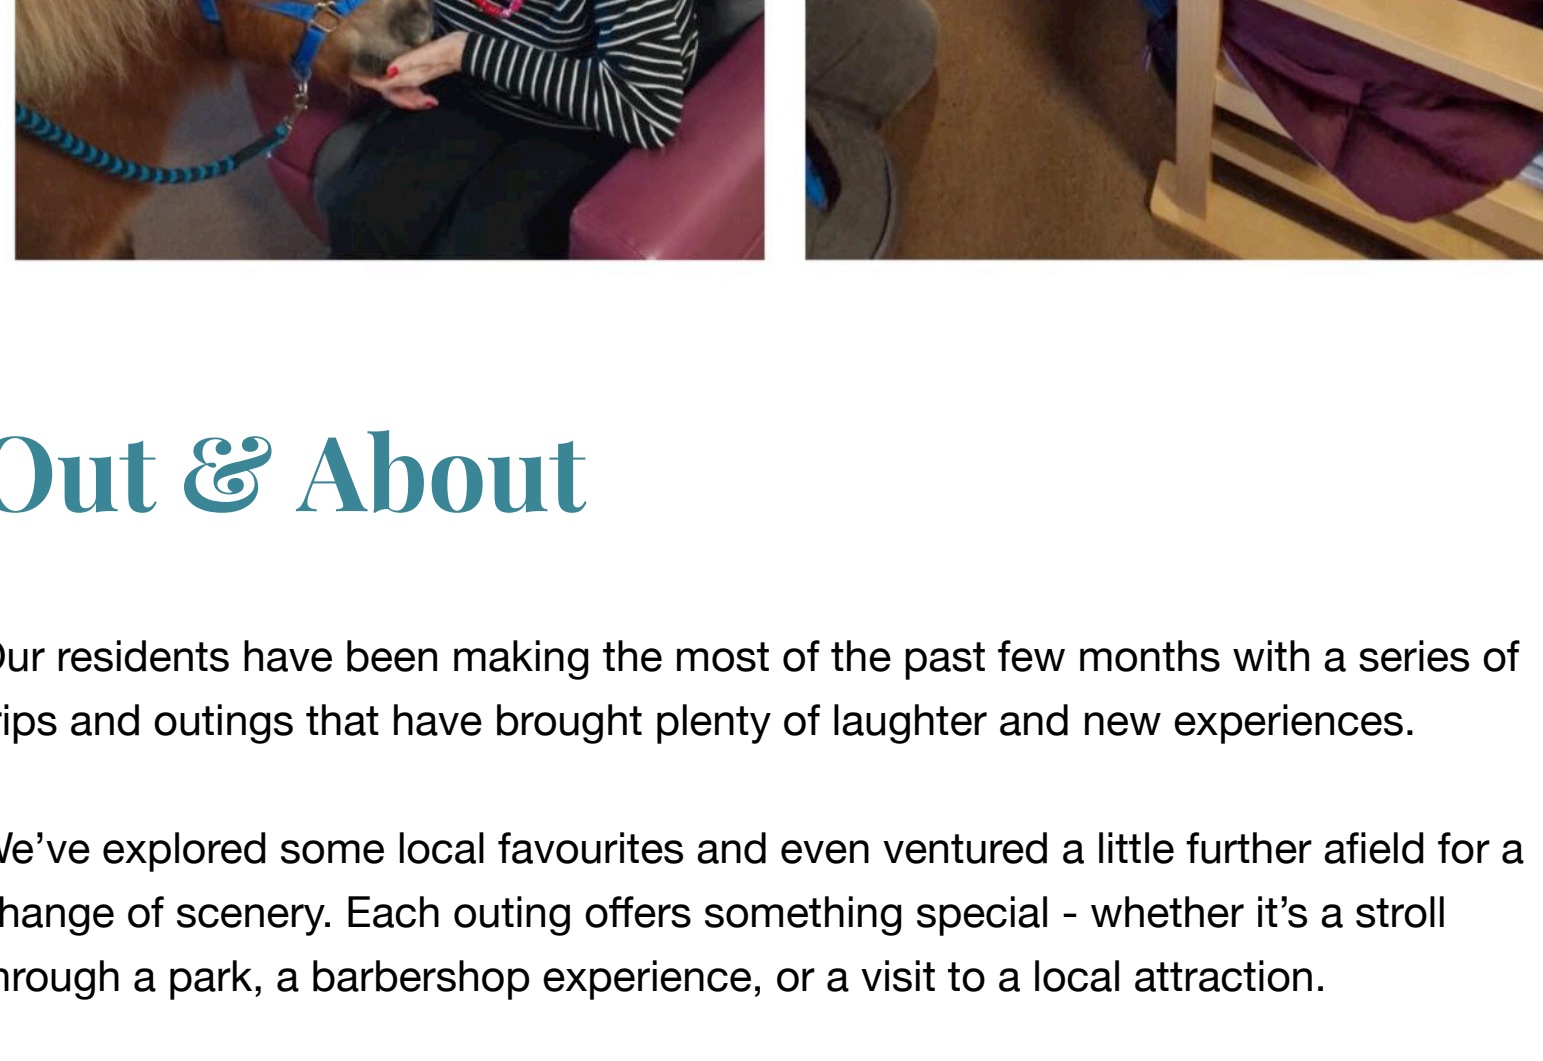 Out & About
Our residents have been making the most of the past few months with a series of
rips and outings that have brought plenty of laughter and new experiences.
We’ve explored some local favourites and even ventured a little further afield for a
hange of scenery. Each outing offers something special - whether it’s a stroll
hrough a park, a barbershop experience, or a visit to a local attraction.